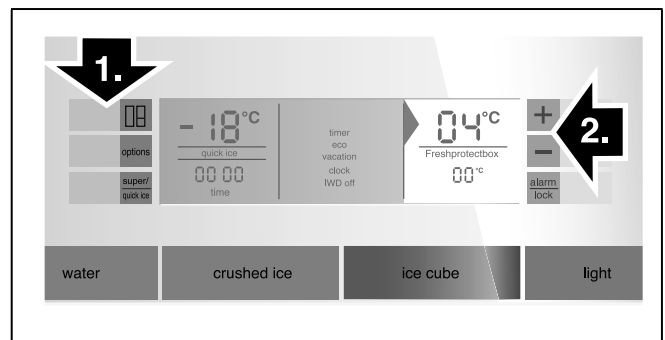 1.
- 18°C
quick ice
00 00
time
timer
eco
vacation
clock
IWD off
04°C
Freshprotectbox
00°C
options
super/
quick ice
+
-
2.
alarm
lock
water
crushed ice
ice cube
light